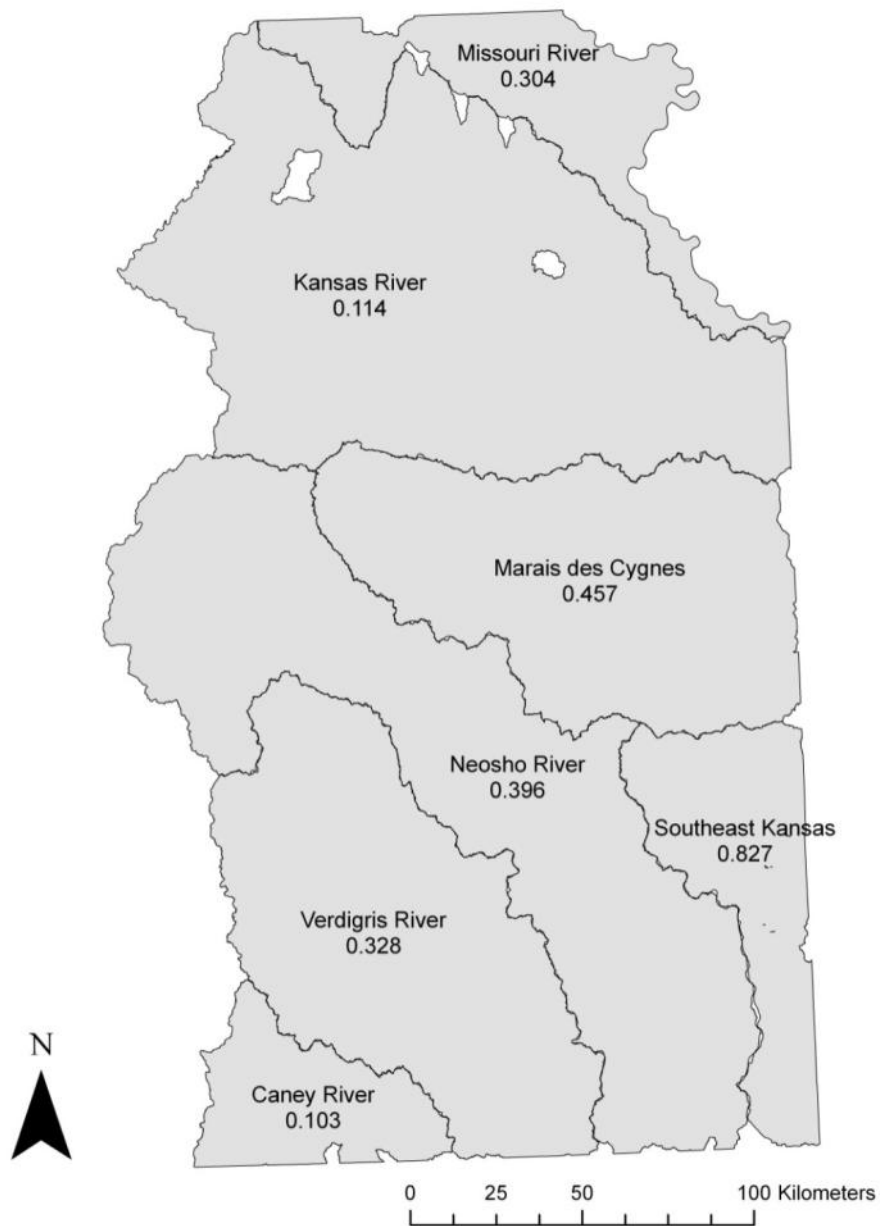 Missouri River
0.304
Kansas River
0.114
Marais des Cygnes
0.457
Neosho River
0.396
Southeast Kansas
0.827
Verdigris River
0.328
N
Caney River
0.103
0 25 50 100 Kilometers